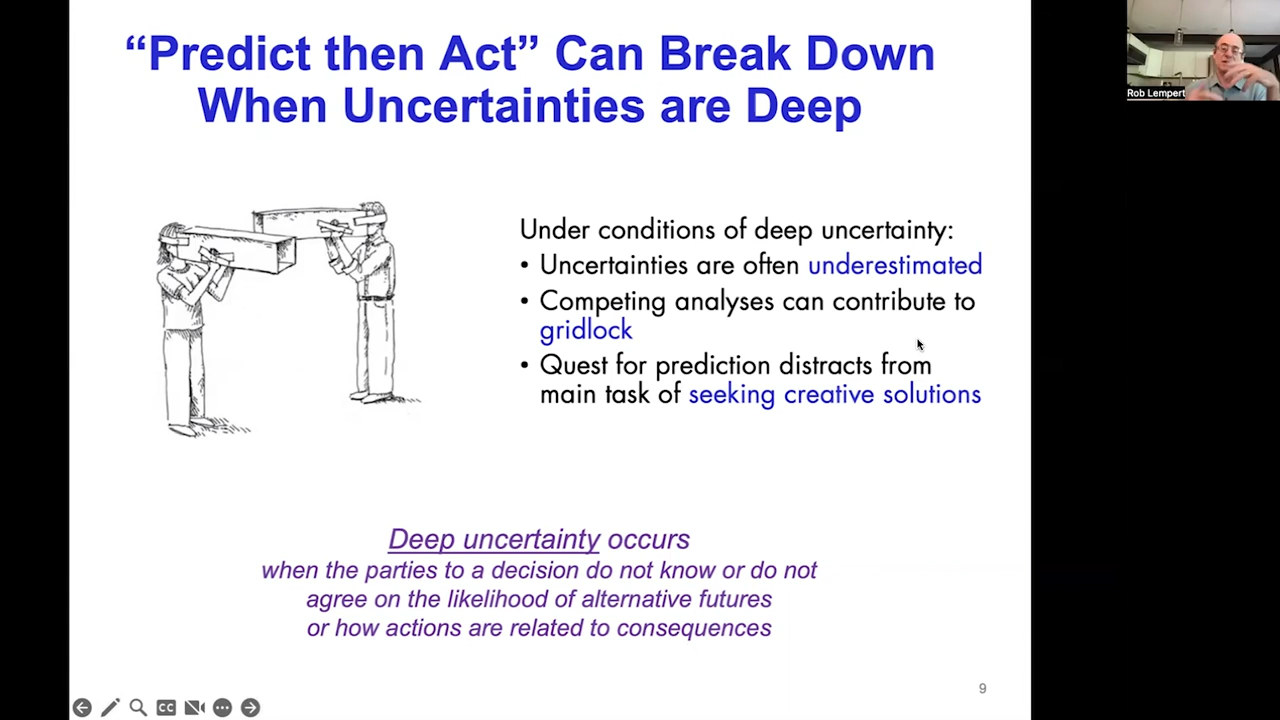 “Predict then Act” Can Break Down
When Uncertainties are Deep
Rob Lempert
Under conditions of deep uncertainty:
• Uncertainties are often underestimated
• Competing analyses can contribute to
gridlock
• Quest for prediction distracts from
main task of seeking creative solutions
Deep uncertainty occurs
when the parties to a decision do not know or do not
agree on the likelihood of alternative futures
or how actions are related to consequences
9
CC